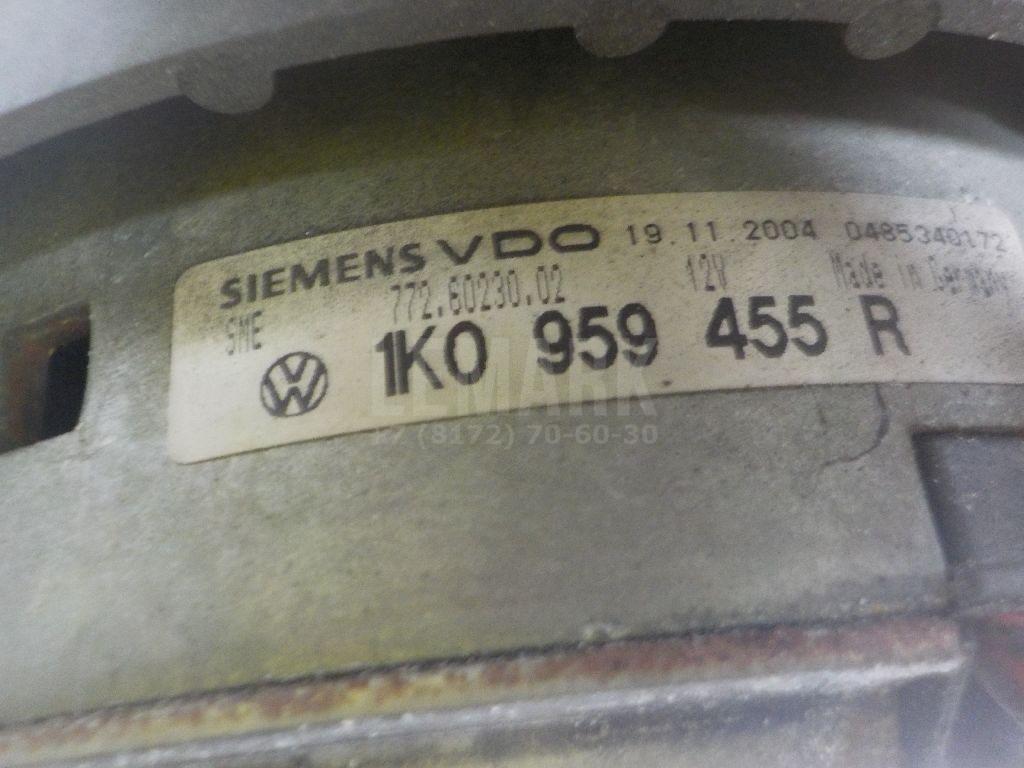 SIEMENS VDO 19.11.2004 0485340172
SME 772.60230.02 12V Made in Germany
1K0 959 455 R
LEMARK
+7 (8172) 70-60-30